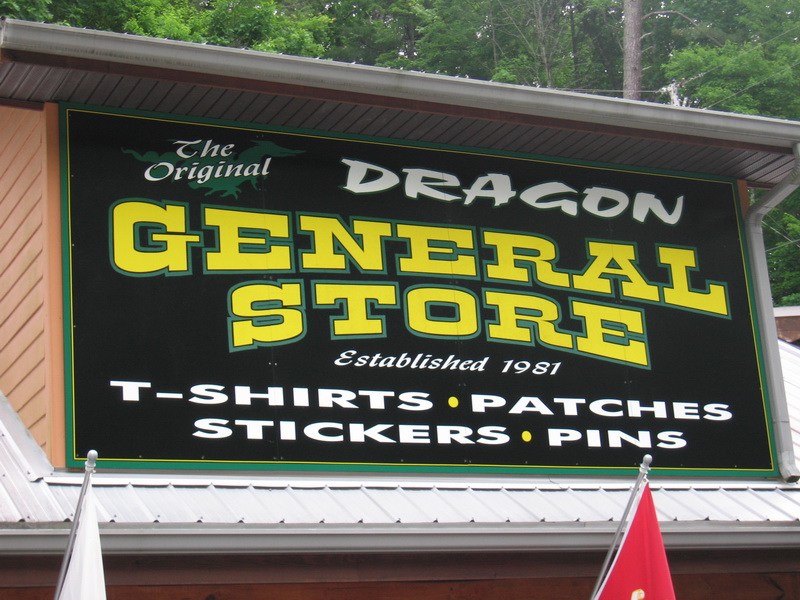 The
Original
DRAGON
GENERAL
STORE
Established 1981
T-SHIRTS • PATCHES
STICKERS • PINS